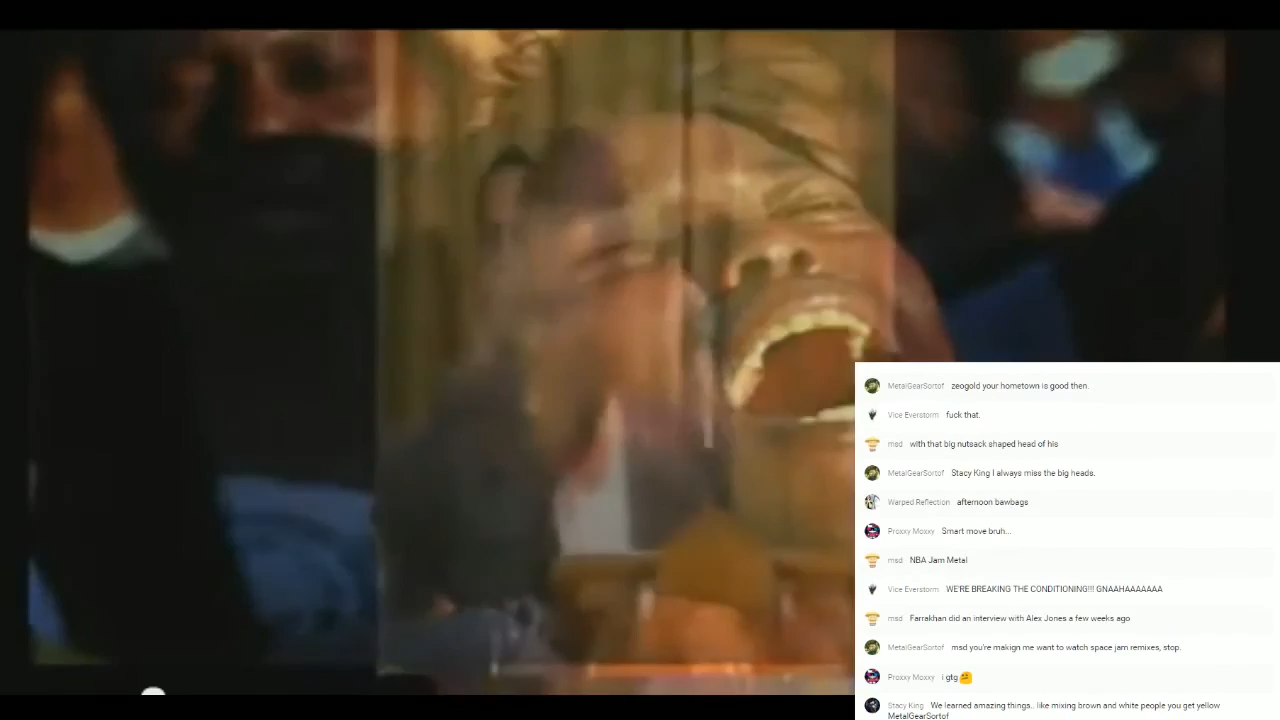 MetalGearSortof zeogold your hometown is good then.
Vice Everstorm fuck that.
msd with that big nutsack shaped head of his
MetalGearSortof Stacy King I always miss the big heads.
Warped Reflection afternoon bawbags
Proxxy Moxxy Smart move bruh...
msd NBA Jam Metal
Vice Everstorm WE'RE BREAKING THE CONDITIONING!!! GNAAHAAAAAAA
msd Farrakhan did an interview with Alex Jones a few weeks ago
MetalGearSortof msd you're makign me want to watch space jam remixes, stop.
Proxxy Moxxy i gtg🤔
Stacy King We learned amazing things.. like mixing brown and white people you get yellow
MetalGearSortof